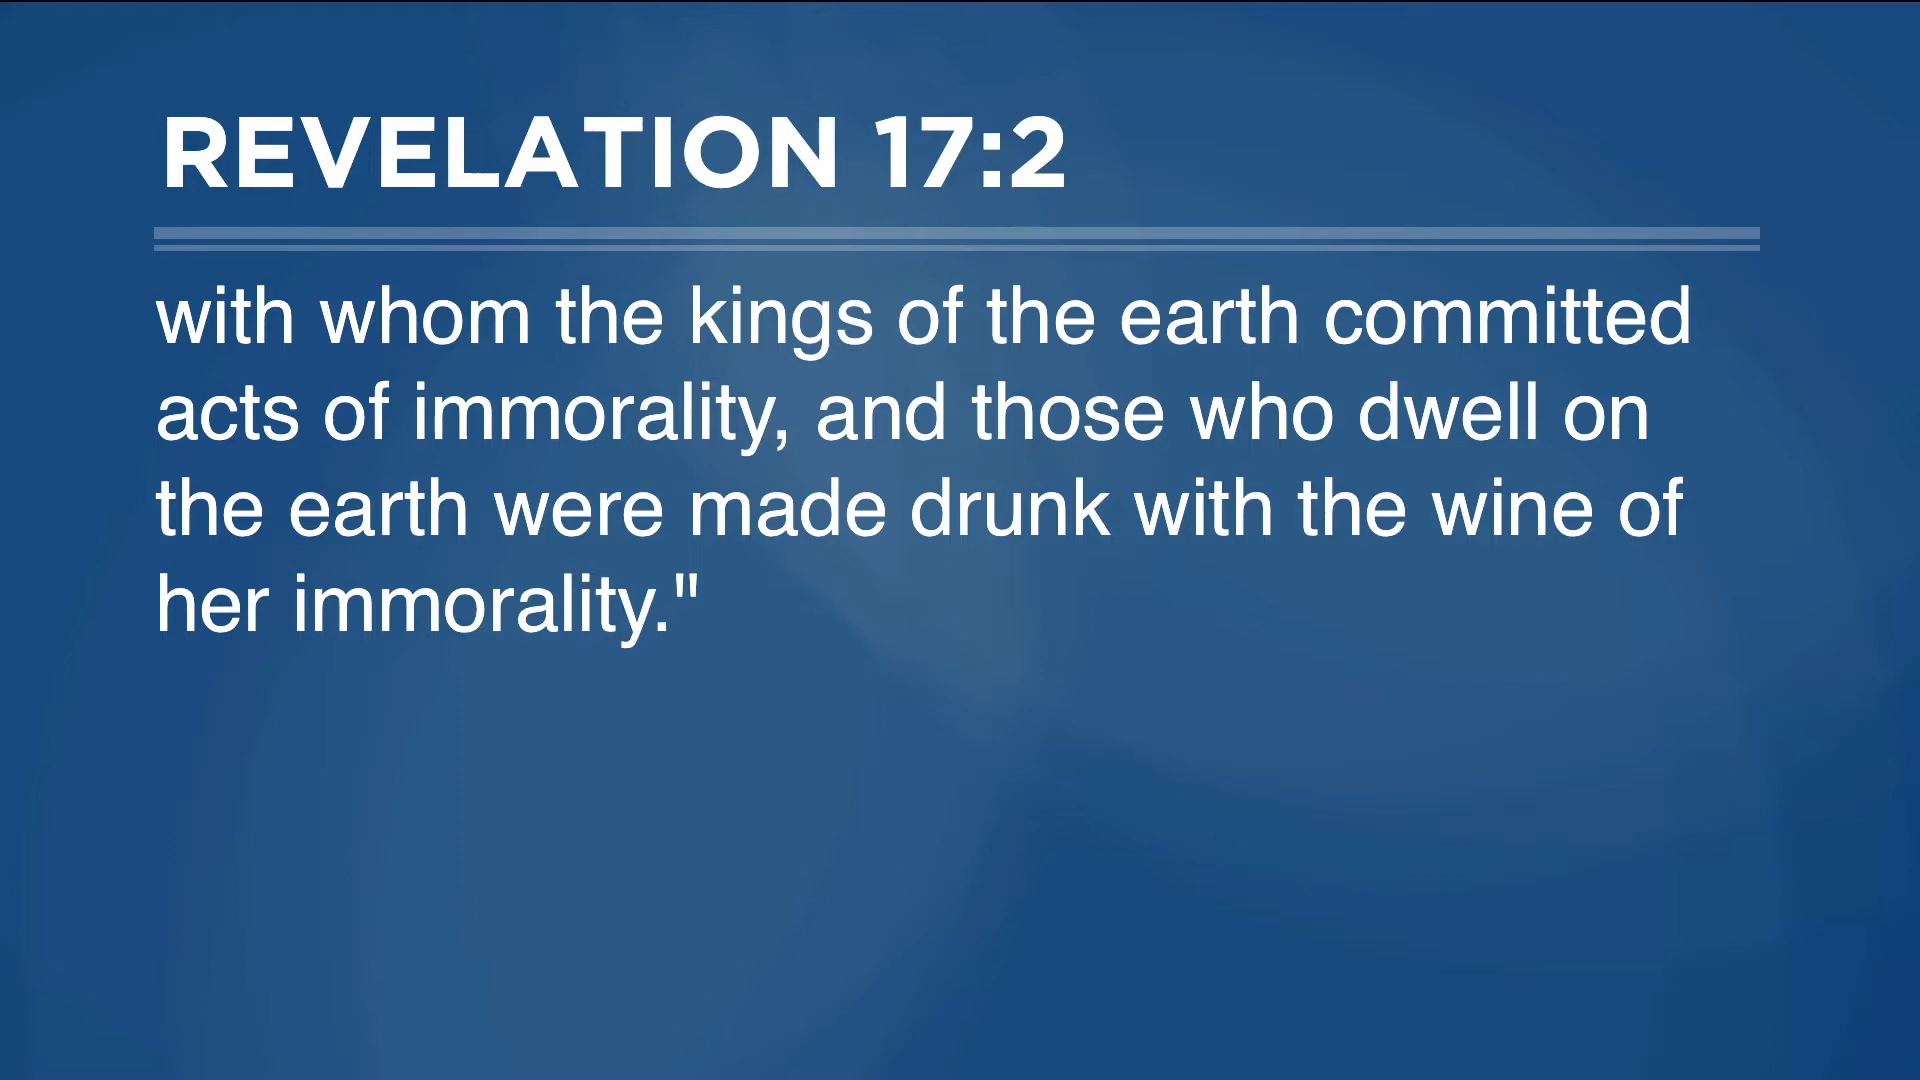 REVELATION 17:2
with whom the kings of the earth committed
acts of immorality, and those who dwell on
the earth were made drunk with the wine of
her immorality."